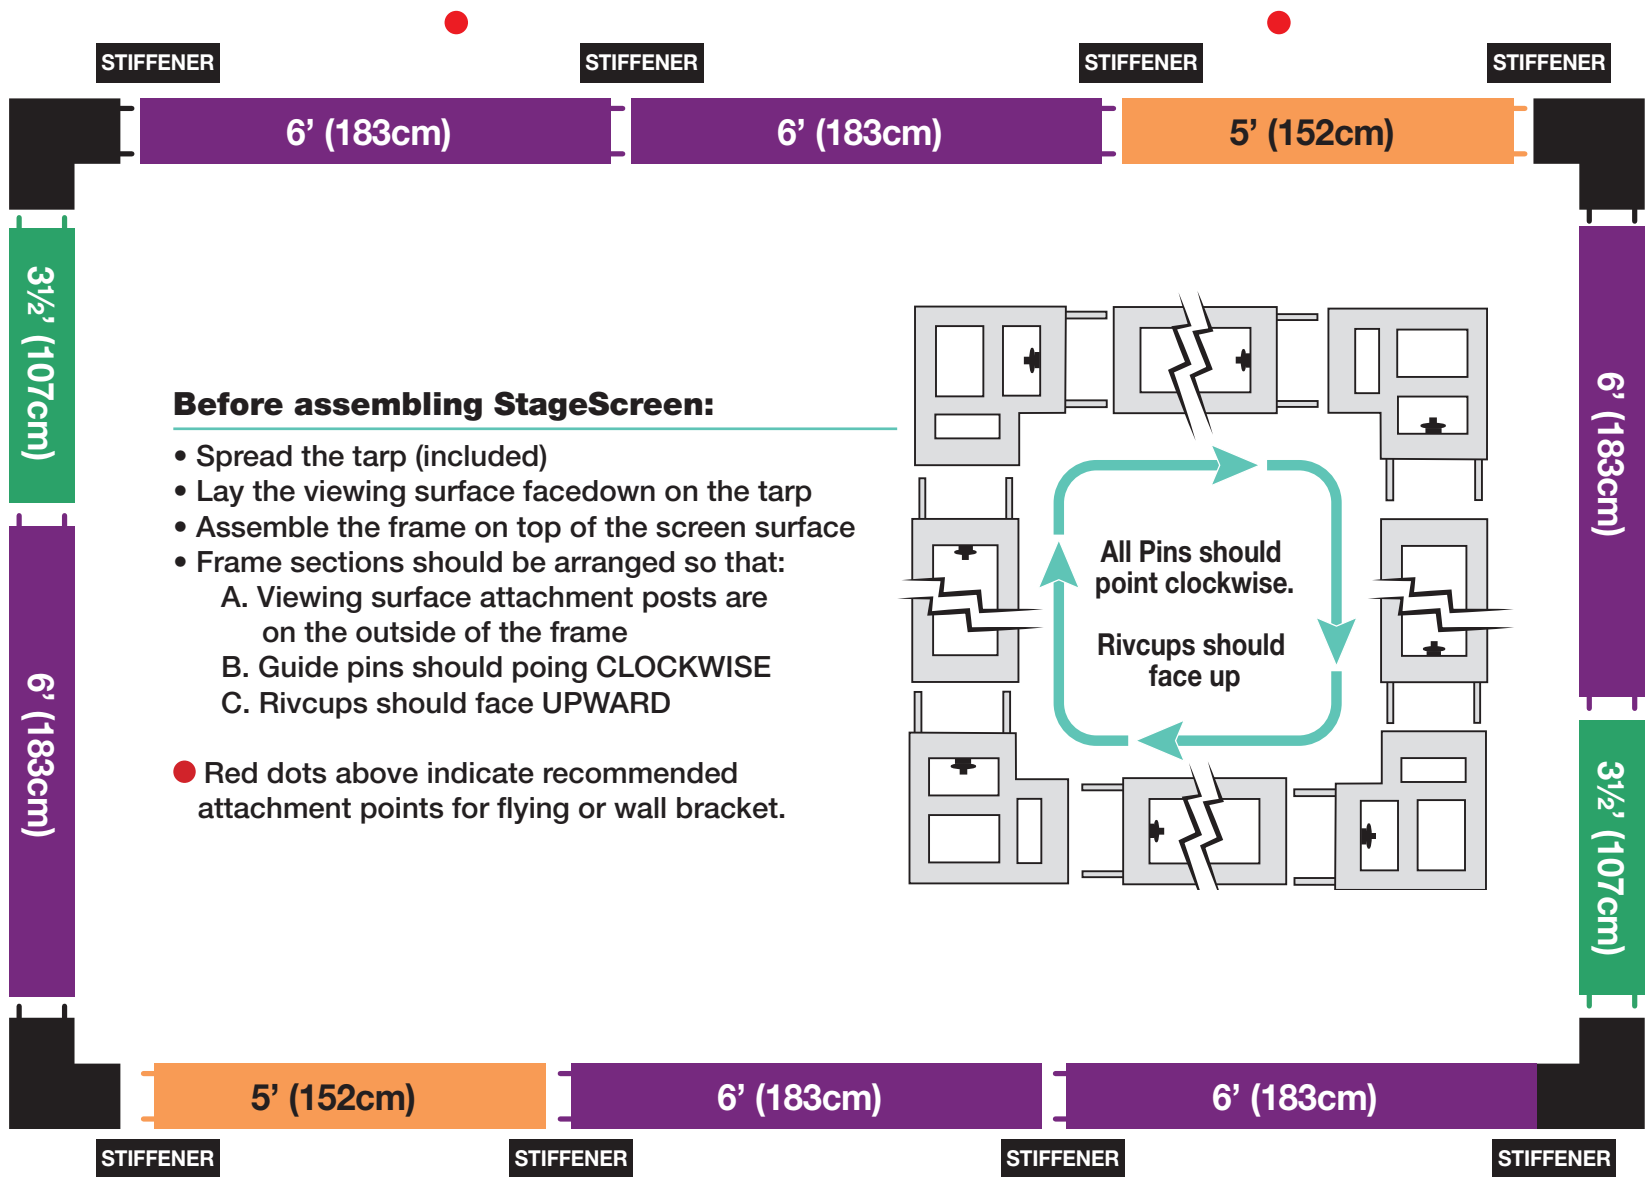 STIFFENER STIFFENER STIFFENER STIFFENER
6’ (183cm) 6’ (183cm) 5’ (152cm)
3½’ (107cm)
6’ (183cm)
6’ (183cm)
3½’ (107cm)
Before assembling StageScreen:
• Spread the tarp (included)
• Lay the viewing surface facedown on the tarp
• Assemble the frame on top of the screen surface
• Frame sections should be arranged so that:
A. Viewing surface attachment posts are
on the outside of the frame
B. Guide pins should poing CLOCKWISE
C. Rivcups should face UPWARD
Red dots above indicate recommended
attachment points for flying or wall bracket.
All Pins should
point clockwise.
Rivcups should
face up
5’ (152cm) 6’ (183cm) 6’ (183cm)
STIFFENER STIFFENER STIFFENER STIFFENER